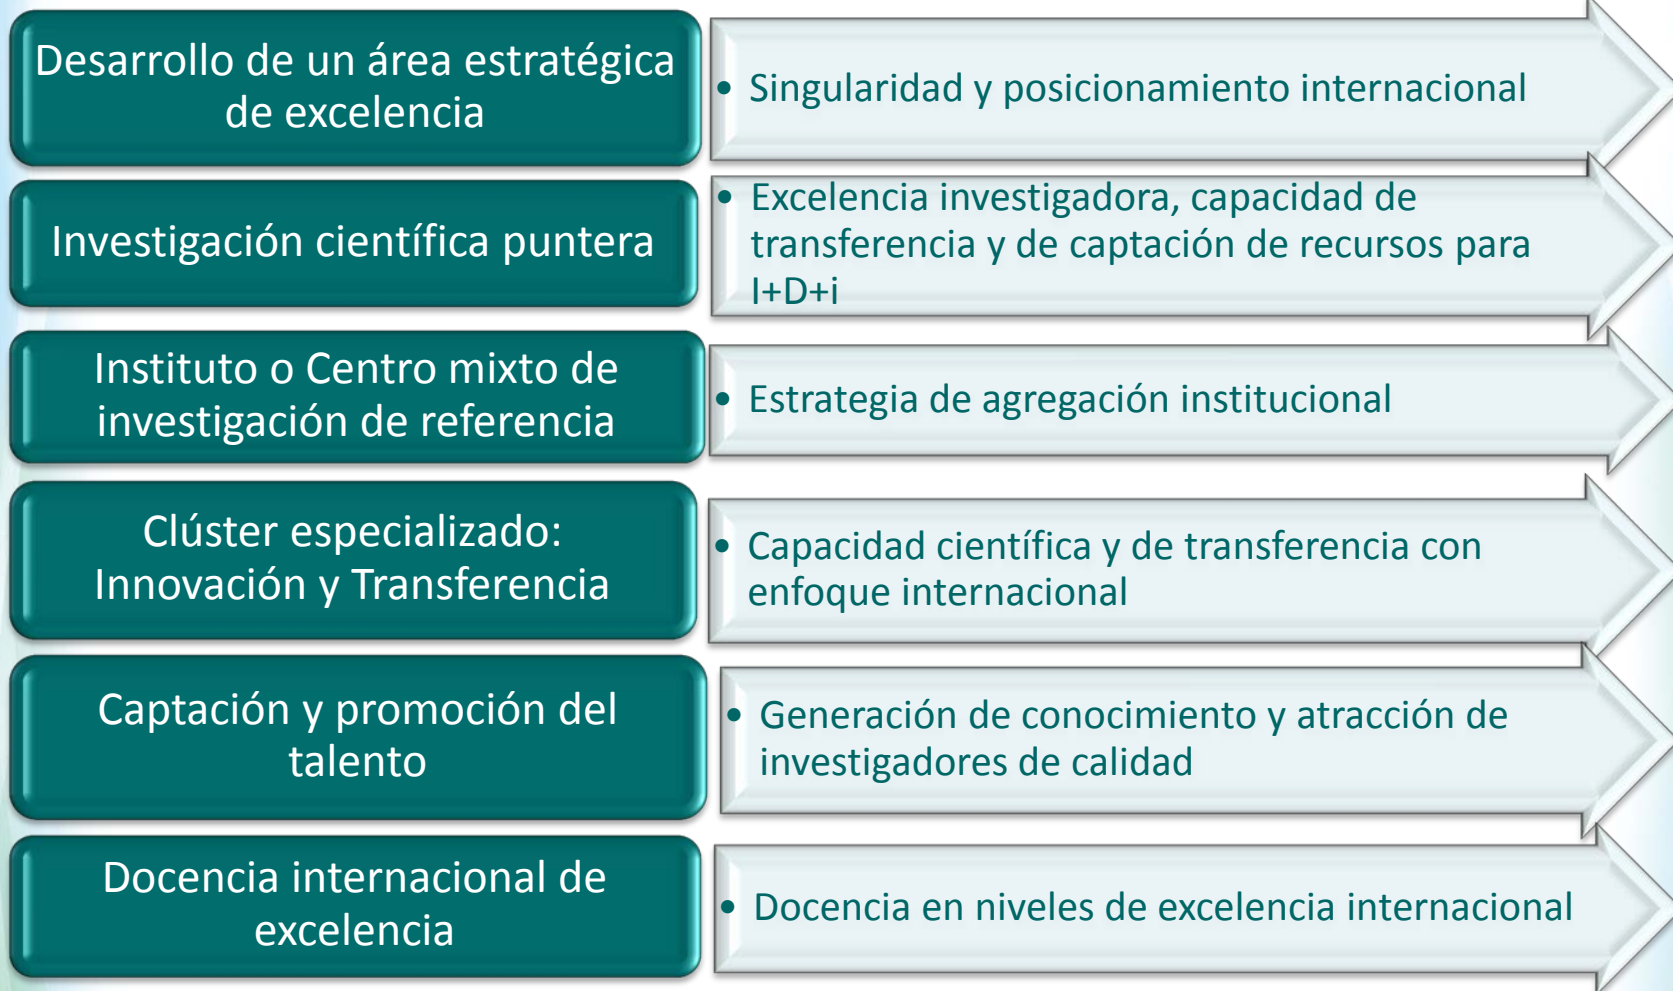 Desarrollo de un área estratégica
de excelencia
• Singularidad y posicionamiento internacional
Investigación científica puntera
• Excelencia investigadora, capacidad de
transferencia y de captación de recursos para
I+D+i
Instituto o Centro mixto de
investigación de referencia
• Estrategia de agregación institucional
Clúster especializado:
Innovación y Transferencia
• Capacidad científica y de transferencia con
enfoque internacional
Captación y promoción del
talento
• Generación de conocimiento y atracción de
investigadores de calidad
Docencia internacional de
excelencia
• Docencia en niveles de excelencia internacional